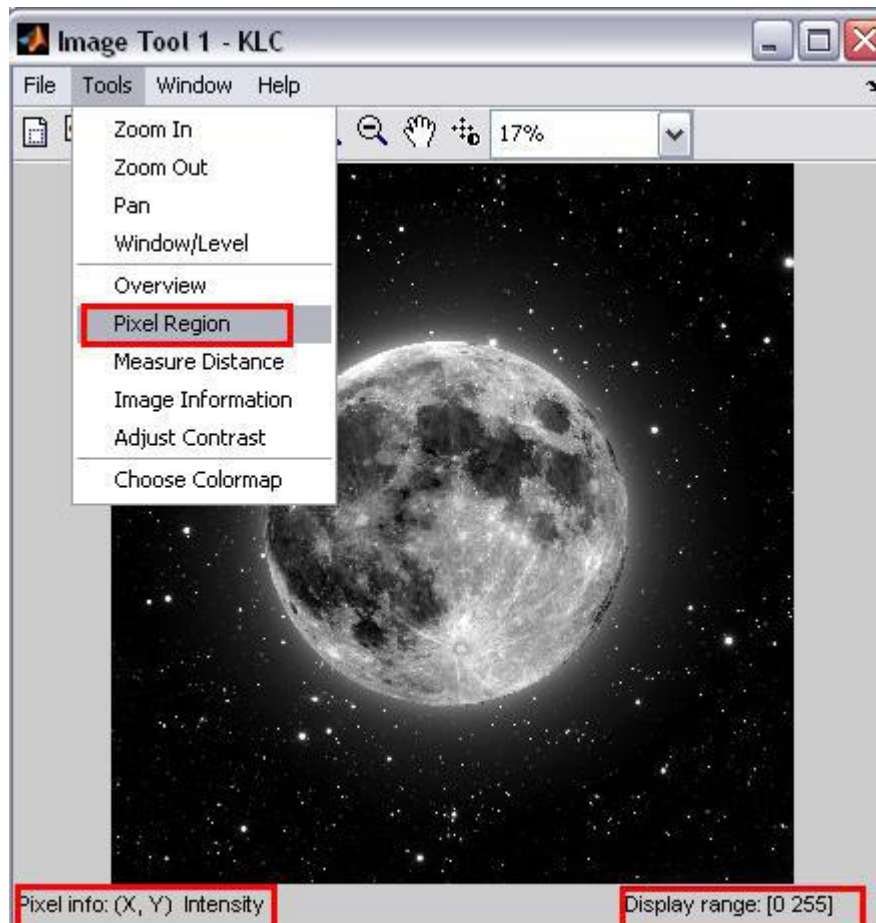 Image Tool 1 - KLC
File Tools Window Help
17%
Zoom In
Zoom Out
Pan
Window/Level
Overview
Pixel Region
Measure Distance
Image Information
Adjust Contrast
Choose Colormap
Pixel info: (X, Y) Intensity
Display range: [0 255]